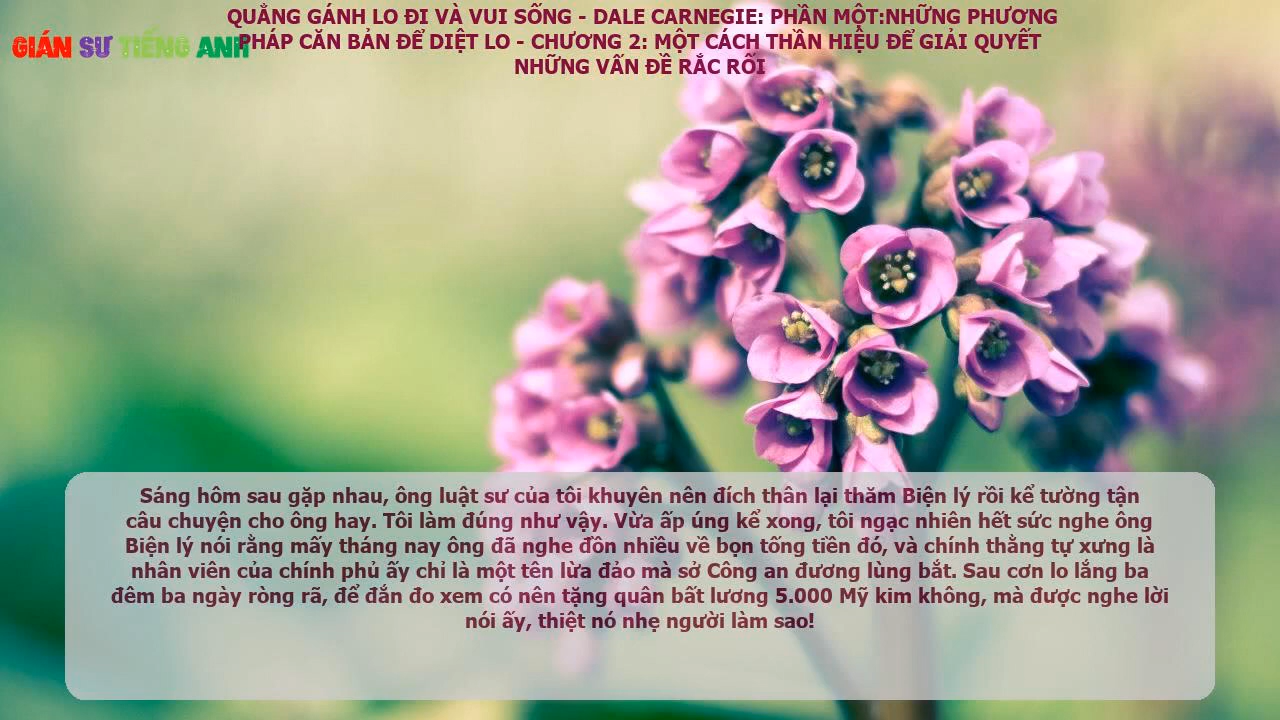 QUẲNG GÁNH LO ĐI VÀ VUI SỐNG - DALE CARNEGIE: PHẦN MỘT:NHỮNG PHƯƠNG
GIÁN SƯ TIẾNG ANH
PHÁP CĂN BẢN ĐỂ DIỆT LO - CHƯƠNG 2: MỘT CÁCH THẦN HIỆU ĐỂ GIẢI QUYẾT
NHỮNG VẤN ĐỀ RẮC RỐI
Sáng hôm sau gặp nhau, ông luật sư của tôi khuyên nên đích thân lại thăm Biện lý rồi kể tường tận
câu chuyện cho ông hay. Tôi làm đúng như vậy. Vừa ấp úng kể xong, tôi ngạc nhiên hết sức nghe ông
Biện lý nói rằng mấy tháng nay ông đã nghe đồn nhiều về bọn tống tiền đó, và chính thằng tự xưng là
nhân viên của chính phủ ấy chỉ là một tên lừa đảo mà sở Công an đương lùng bắt. Sau cơn lo lắng ba
đêm ba ngày ròng rã, để đắn đo xem có nên tặng quân bất lương 5.000 Mỹ kim không, mà được nghe lời
nói ấy, thiệt nó nhẹ người làm sao!